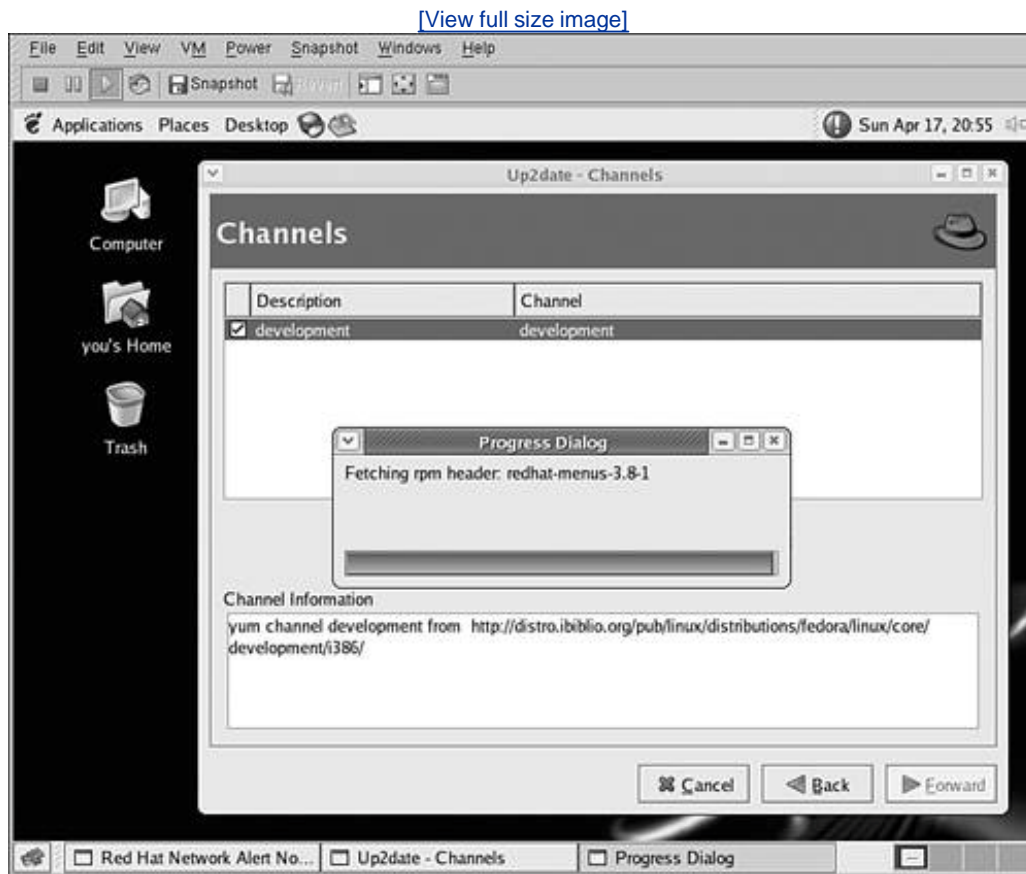 [View full size image]
File Edit View VM Power Snapshot Windows Help
Snapshot
Applications Places Desktop Sun Apr 17, 20:55
Up2date - Channels
Computer
Channels
Description Channel
development development
you's Home
Trash
Progress Dialog
Fetching rpm header: redhat-menus-3.8-1
Channel Information
yum channel development from http://distro.ibiblio.org/pub/linux/distributions/fedora/linux/core/
development/i386/
Cancel Back Forward
Red Hat Network Alert No... Up2date - Channels Progress Dialog